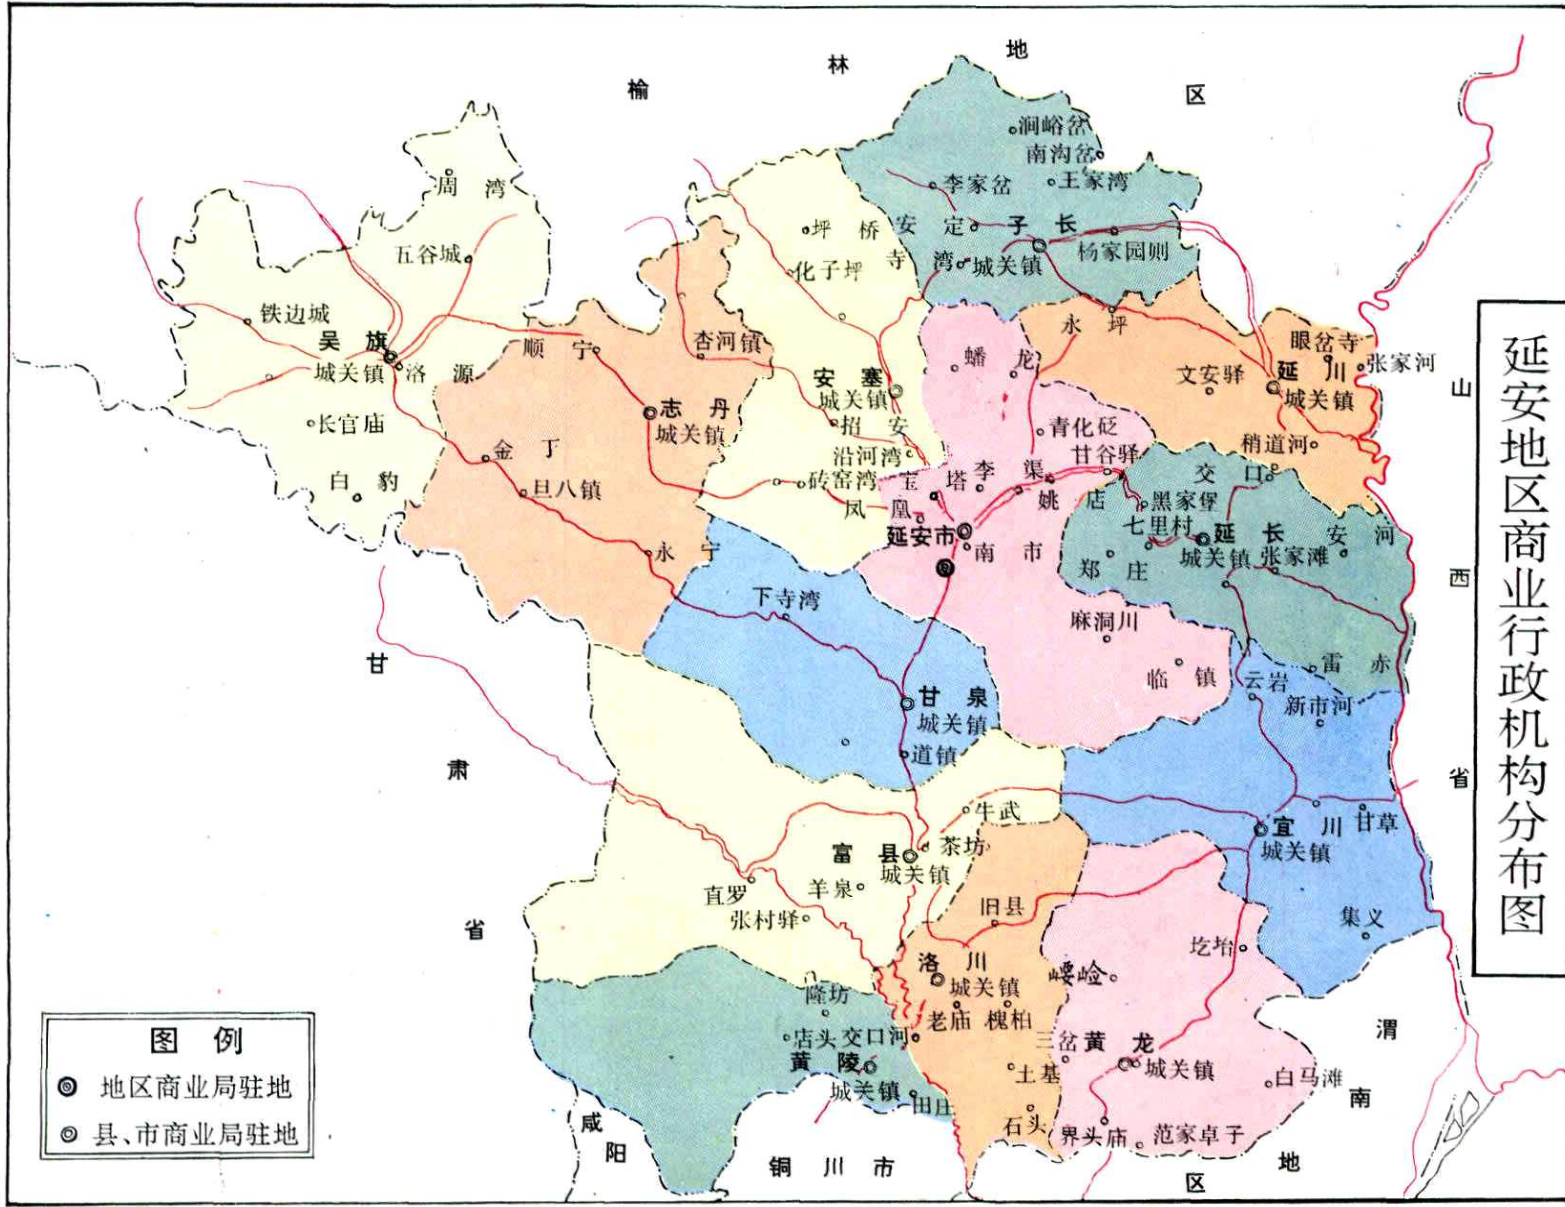 延安地区商业行政机构分布图
榆林地区
山西省
甘肃省
渭南地区
铜川市
咸阳
涧峪岔
南沟岔
李家岔
王家湾
安定
子长
城关镇
杨家园则
寺湾
周湾
五谷城
铁边城
吴旗
城关镇
洛源
长官庙
白豹
顺宁
杏河镇
志丹
城关镇
金丁
旦八镇
永宁
坪桥
化子坪
安塞
城关镇
招安
沿河湾
砖窑湾
永坪
眼岔寺
张家河
文安驿
延川
城关镇
稍道河
蟠龙
青化砭
甘谷驿
李渠
姚店
宝塔
凤凰
延安市
南市
麻洞川
临镇
交口
黑家堡
七里村
延长
城关镇
张家滩
安河
郑庄
雷赤
下寺湾
甘泉
城关镇
道镇
云岩
新市河
宜川
城关镇
甘草
集义
牛武
茶坊
富县
城关镇
羊泉
直罗
张村驿
旧县
洛川
城关镇
老庙
槐柏
土基
石头
圪坮
崾崄
三岔
黄龙
城关镇
白马滩
界头庙
范家卓子
隆坊
店头
交口河
黄陵
城关镇
田庄
图例
地区商业局驻地
县、市商业局驻地